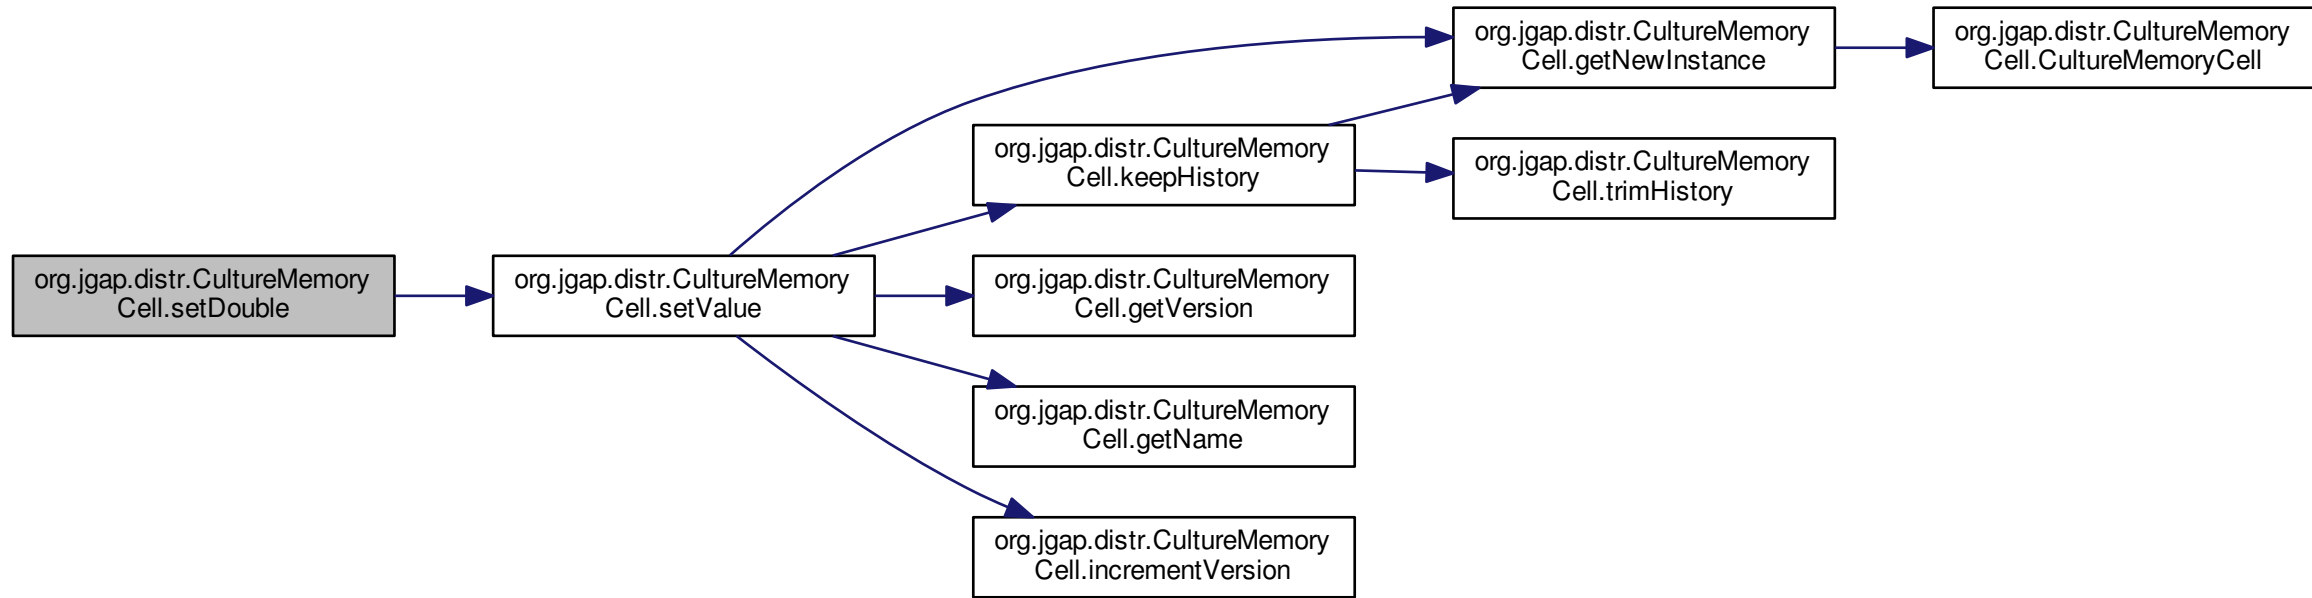 org.jgap.distr.CultureMemory
Cell.setDouble
org.jgap.distr.CultureMemory
Cell.setValue
org.jgap.distr.CultureMemory
Cell.getNewInstance
org.jgap.distr.CultureMemory
Cell.CultureMemoryCell
org.jgap.distr.CultureMemory
Cell.keepHistory
org.jgap.distr.CultureMemory
Cell.trimHistory
org.jgap.distr.CultureMemory
Cell.getVersion
org.jgap.distr.CultureMemory
Cell.getName
org.jgap.distr.CultureMemory
Cell.incrementVersion